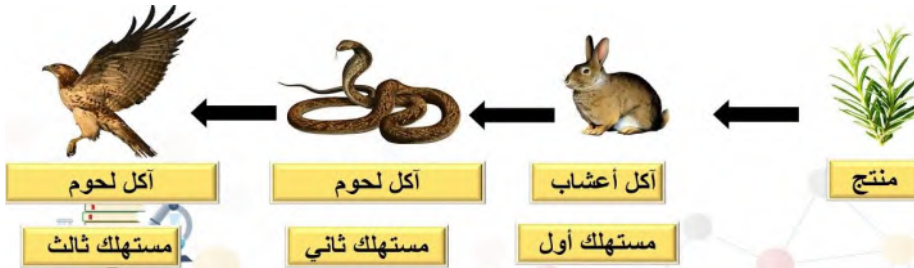 منتج
آكل أعشاب
آكل لحوم
آكل لحوم
مستهلك أول
مستهلك ثاني
مستهلك ثالث